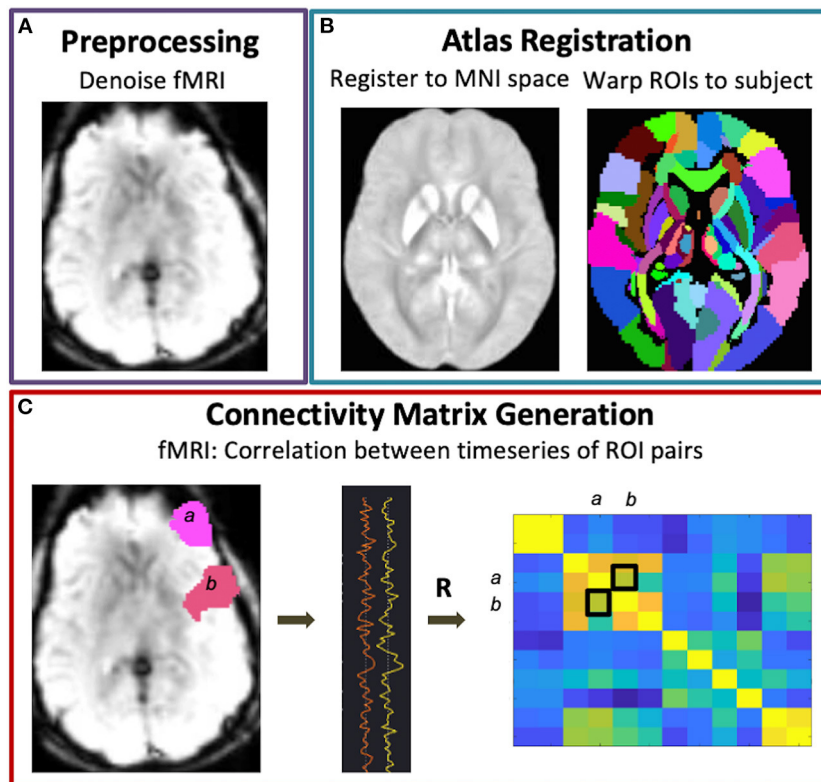 A
Preprocessing
Denoise fMRI
B
Atlas Registration
Register to MNI space
Warp ROIs to subject
C
Connectivity Matrix Generation
fMRI: Correlation between timeseries of ROI pairs
a
b
R
a b
a
b